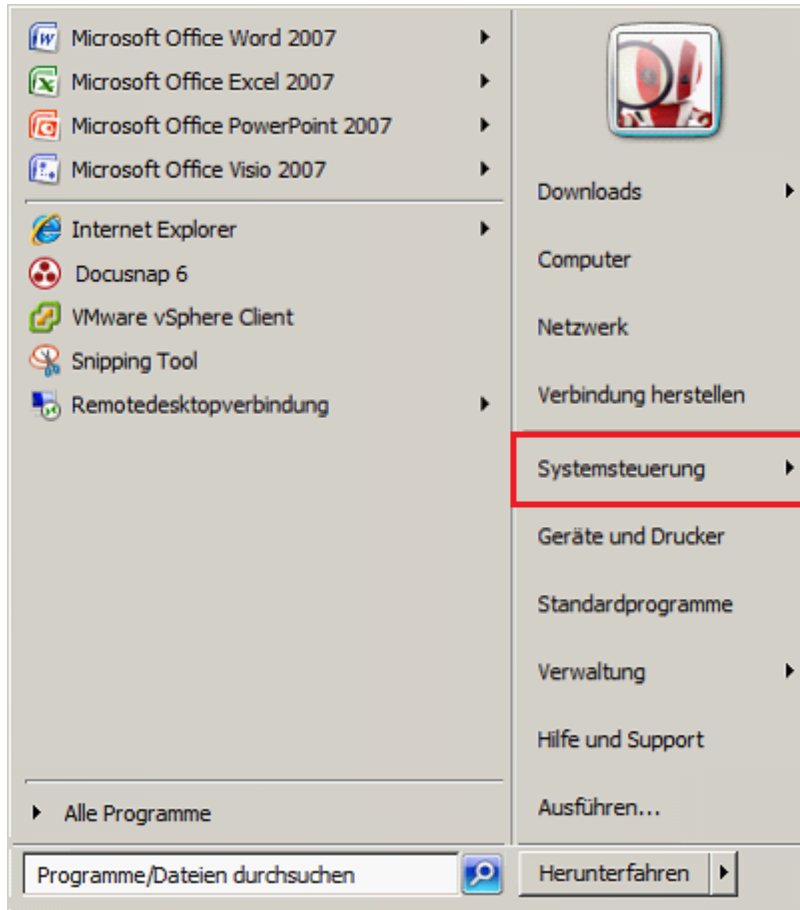 Microsoft Office Word 2007
Microsoft Office Excel 2007
Microsoft Office PowerPoint 2007
Microsoft Office Visio 2007
Internet Explorer
Docusnap 6
VMware vSphere Client
Snipping Tool
Remotedesktopverbindung
Alle Programme
Programme/Dateien durchsuchen
Downloads
Computer
Netzwerk
Verbindung herstellen
Systemsteuerung
Geräte und Drucker
Standardprogramme
Verwaltung
Hilfe und Support
Ausführen...
Herunterfahren